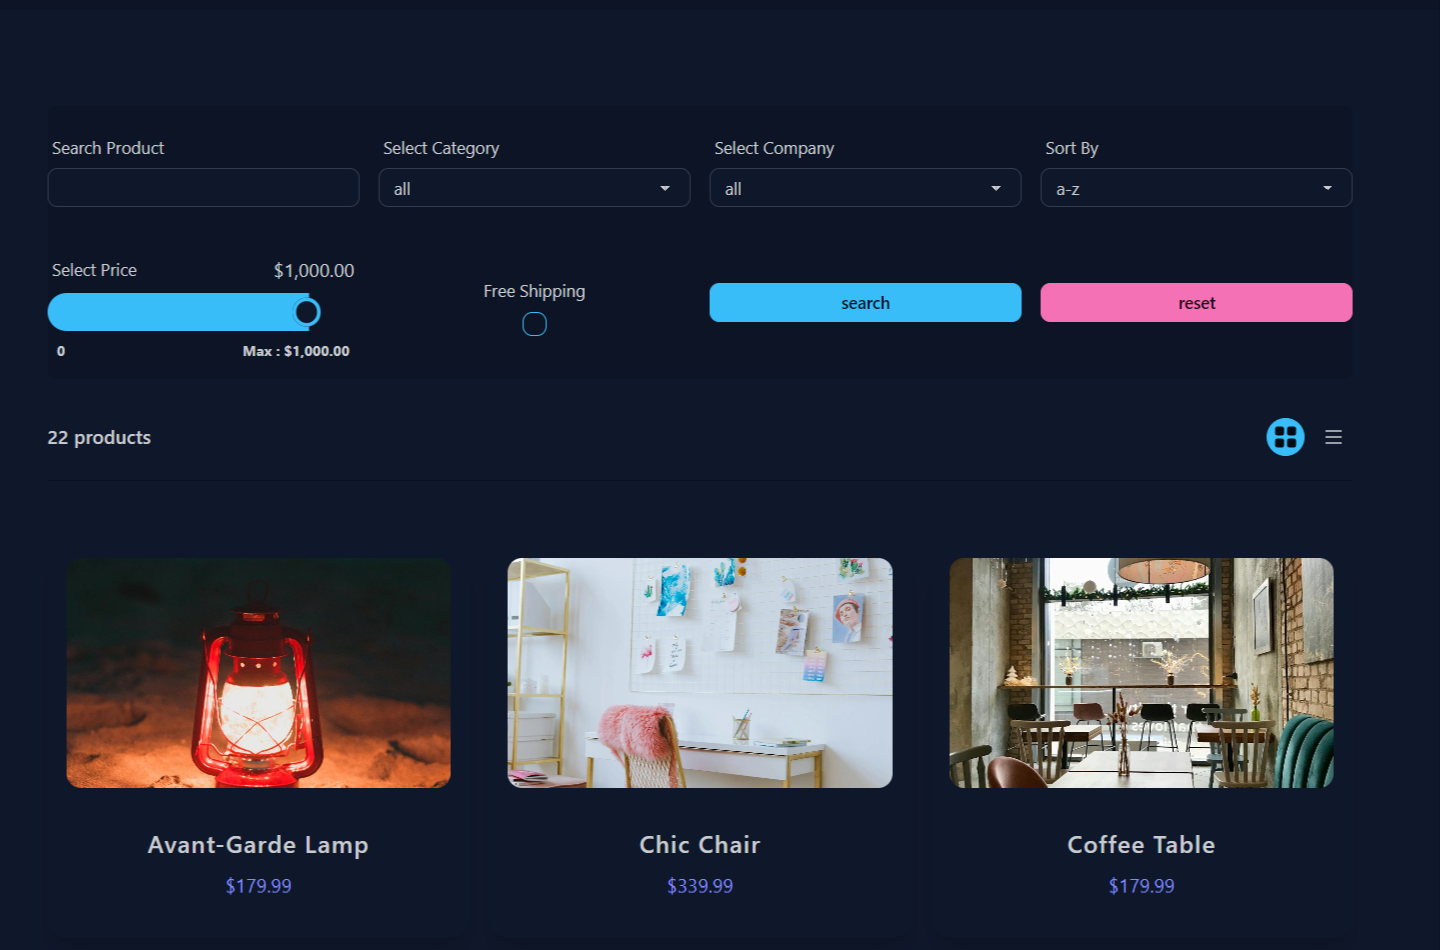 Search Product
Select Category
Select Company
Sort By
all
all
a-z
Select Price
$1,000.00
Free Shipping
search
reset
0
Max : $1,000.00
22 products
Avant-Garde Lamp
Chic Chair
Coffee Table
$179.99
$339.99
$179.99